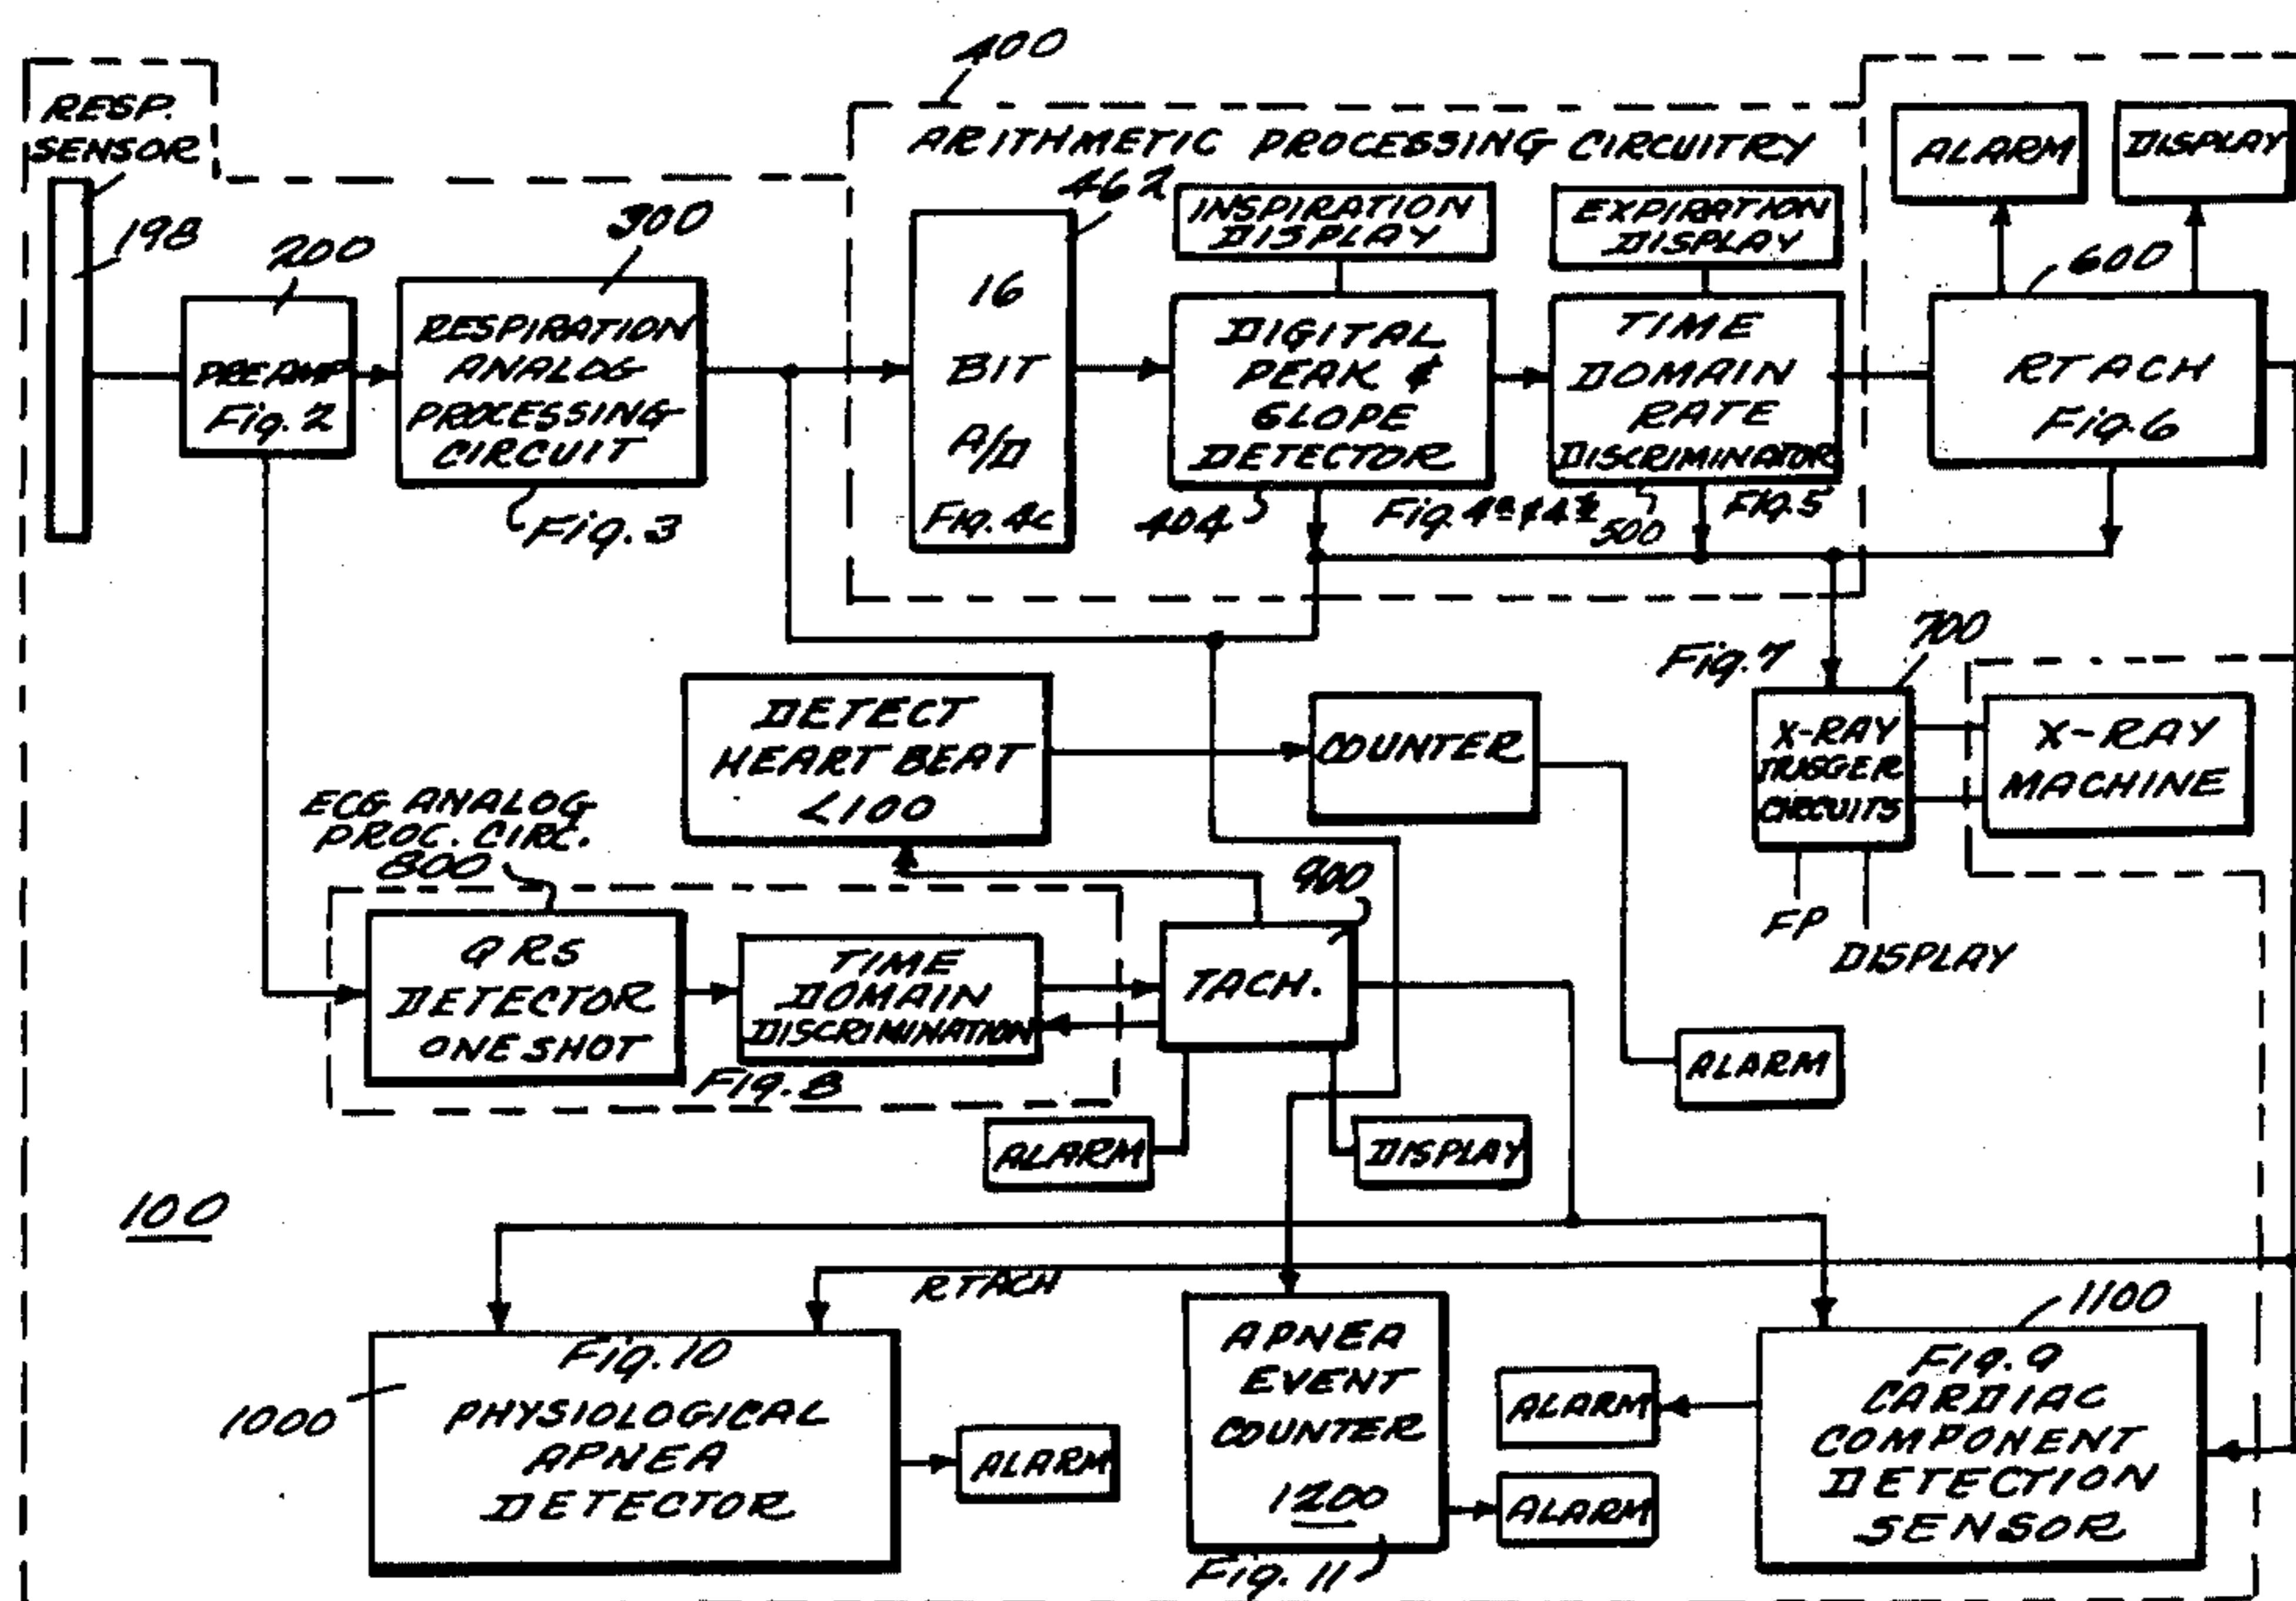 400
RESP.
SENSOR
198
200
PREAMP
Fig. 2
300
RESPIRATION
ANALOG
PROCESSING
CIRCUIT
Fig. 3
ARITHMETIC PROCESSING CIRCUITRY
462
16
BIT
A/D
Fig. 4c
INSPIRATION
DISPLAY
DIGITAL
PEAK &
SLOPE
DETECTOR
404
Fig. 4a & 4b
EXPIRATION
DISPLAY
TIME
DOMAIN
RATE
DISCRIMINATOR
500
FIG. 5
ALARM
DISPLAY
600
RTACH
Fig. 6
Fig. 7
700
X-RAY
TRIGGER
CIRCUITS
FP
DISPLAY
X-RAY
MACHINE
DETECT
HEART BEAT
<100
COUNTER
ALARM
ECG ANALOG
PROC. CIRC.
800
QRS
DETECTOR
ONE SHOT
TIME
DOMAIN
DISCRIMINATION
Fig. 8
900
TACH.
ALARM
DISPLAY
100
RTACH
1000
Fig. 10
PHYSIOLOGICAL
APNEA
DETECTOR
ALARM
APNEA
EVENT
COUNTER
1200
Fig. 11
ALARM
ALARM
1100
Fig. 9
CARDIAC
COMPONENT
DETECTION
SENSOR